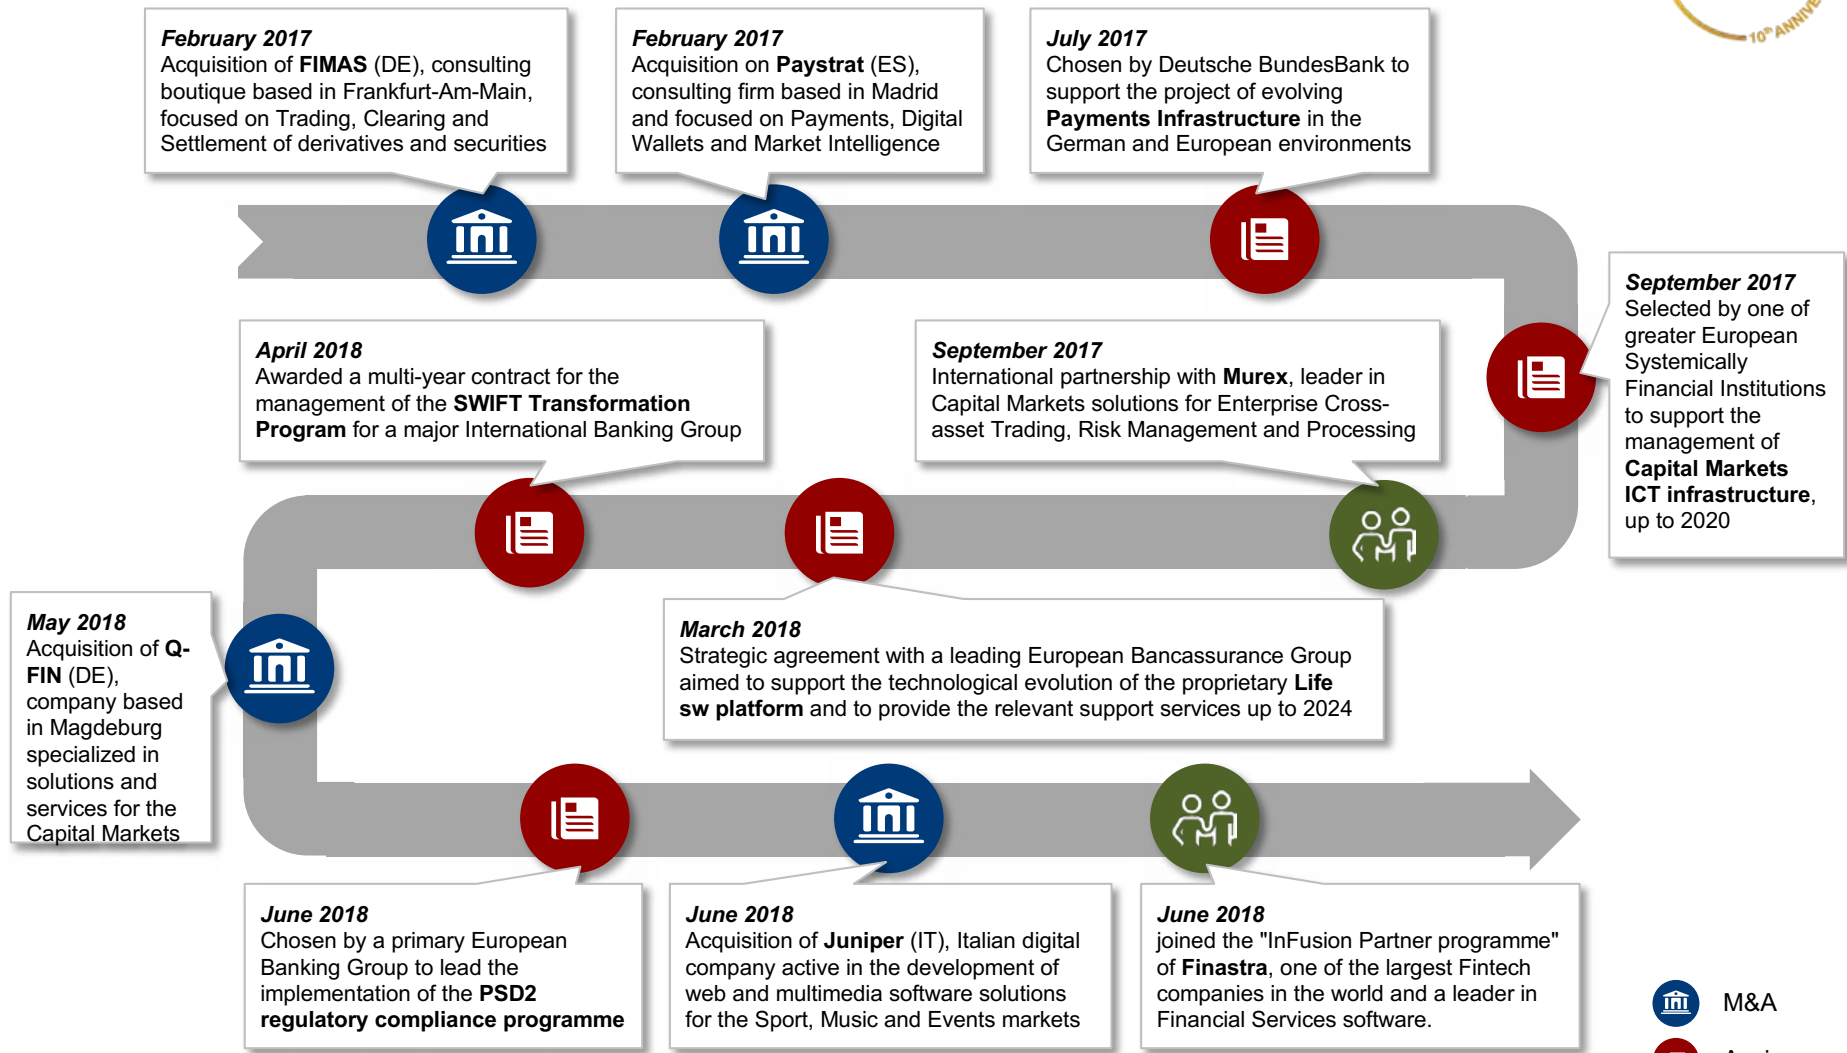 10th
February 2017
Acquisition of FIMAS (DE), consulting
boutique based in Frankfurt-Am-Main,
focused on Trading, Clearing and
Settlement of derivatives and securities
February 2017
Acquisition on Paystrat (ES),
consulting firm based in Madrid
and focused on Payments, Digital
Wallets and Market Intelligence
July 2017
Chosen by Deutsche BundesBank to
support the project of evolving
Payments Infrastructure in the
German and European environments
September 2017
Selected by one of
greater European
Systemically
Financial Institutions
to support the
management of
Capital Markets
ICT infrastructure,
up to 2020
September 2017
International partnership with Murex, leader in
Capital Markets solutions for Enterprise Cross-
asset Trading, Risk Management and Processing
March 2018
Strategic agreement with a leading European Bancassurance Group
aimed to support the technological evolution of the proprietary Life
sw platform and to provide the relevant support services up to 2024
April 2018
Awarded a multi-year contract for the
management of the SWIFT Transformation
Program for a major International Banking Group
May 2018
Acquisition of Q-
FIN (DE),
company based
in Magdeburg
specialized in
solutions and
services for the
Capital Markets
June 2018
Chosen by a primary European
Banking Group to lead the
implementation of the PSD2
regulatory compliance programme
June 2018
Acquisition of Juniper (IT), Italian digital
company active in the development of
web and multimedia software solutions
for the Sport, Music and Events markets
June 2018
joined the "InFusion Partner programme"
of Finastra, one of the largest Fintech
companies in the world and a leader in
Financial Services software.
M&A